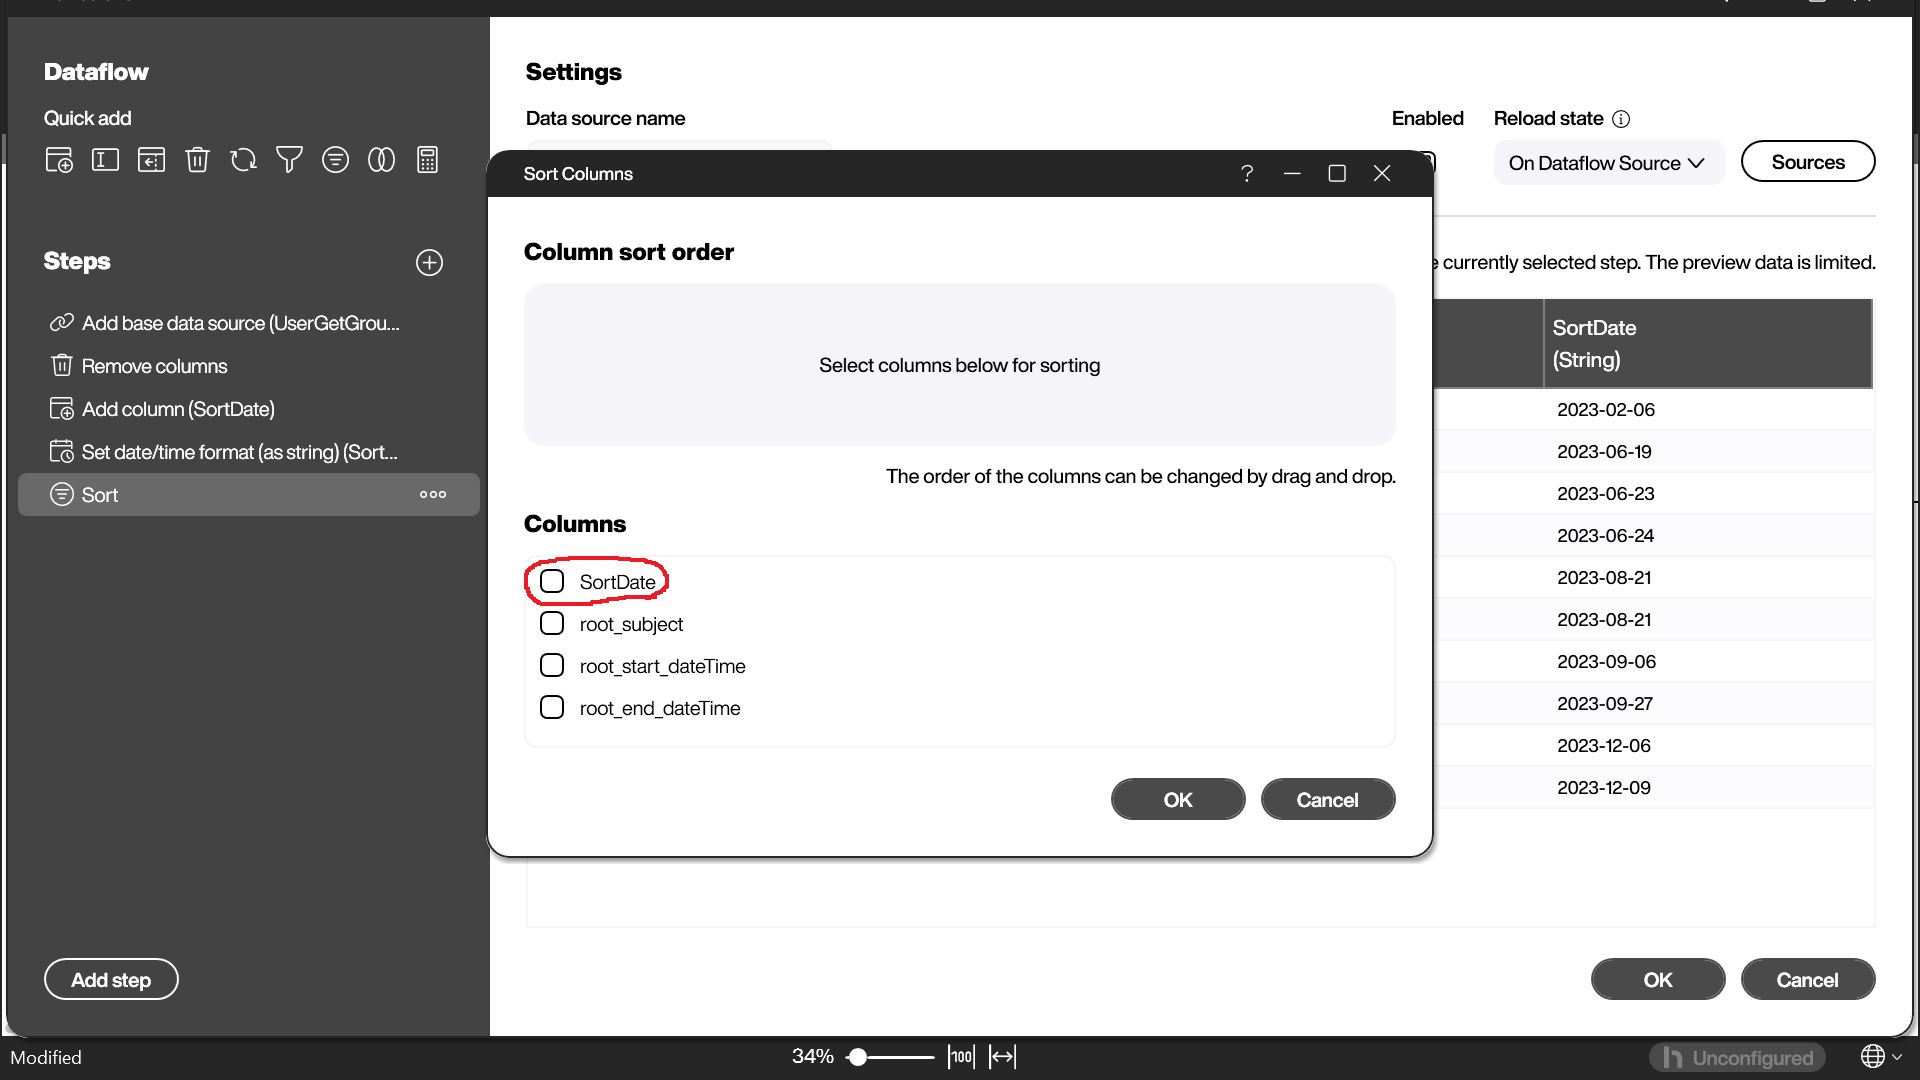 Dataflow
Quick add
Steps
Add base data source (UserGetGrou...
Remove columns
Add column (SortDate)
Set date/time format (as string) (Sort...
Sort
Add step
Settings
Data source name
Enabled
Reload state
On Dataflow Source
Sources
currently selected step. The preview data is limited.
SortDate
(String)
2023-02-06
2023-06-19
2023-06-23
2023-06-24
2023-08-21
2023-08-21
2023-09-06
2023-09-27
2023-12-06
2023-12-09
Sort Columns
?
Column sort order
Select columns below for sorting
The order of the columns can be changed by drag and drop.
Columns
SortDate
root_subject
root_start_dateTime
root_end_dateTime
OK
Cancel
OK
Cancel
Modified
34%
100
Unconfigured